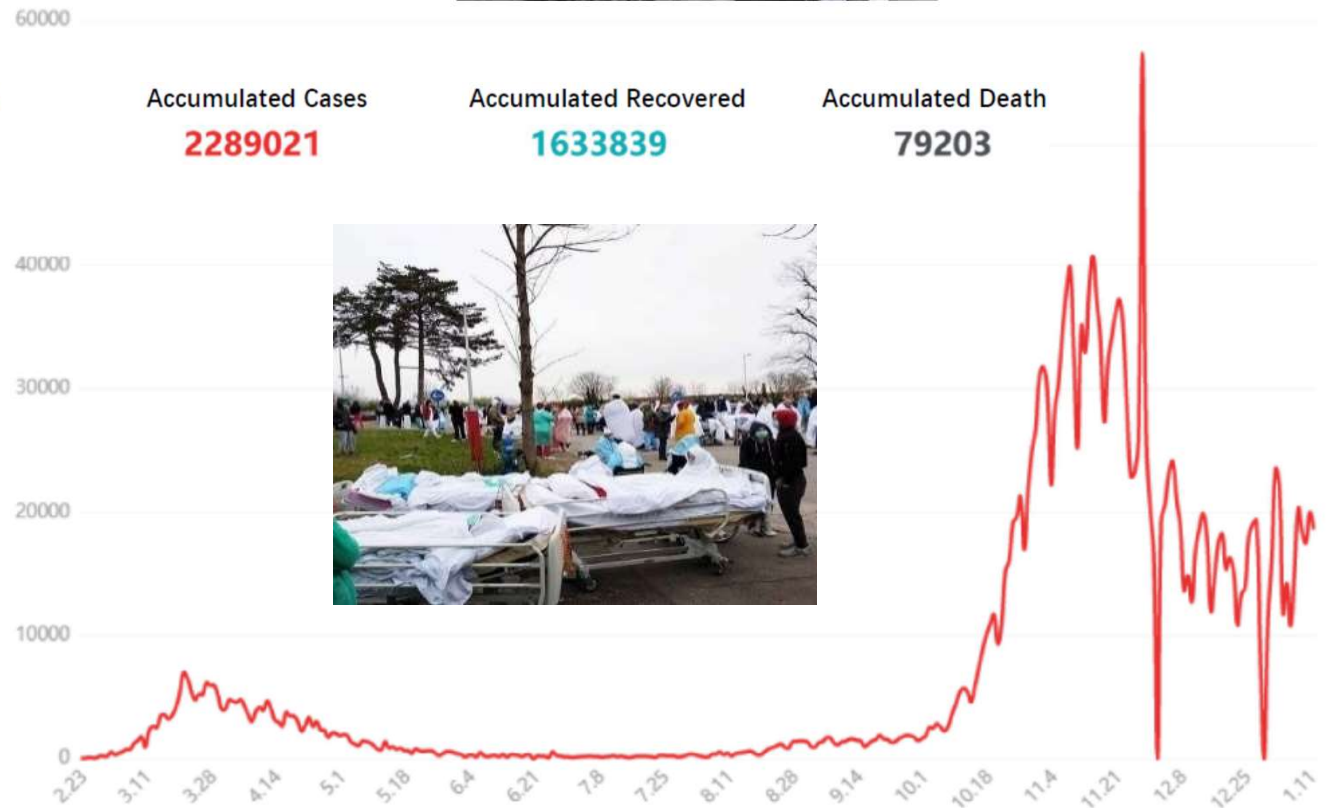 60000
Accumulated Cases Accumulated Recovered Accumulated Death
2289021 1633839 79203
40000
30000
20000
10000
0
2.23 3.11 3.28 4.14 5.1 5.18 6.4 6.21 7.8 7.25 8.11 8.28 9.14 10.1 10.18 11.4 11.21 12.8 12.25 1.11